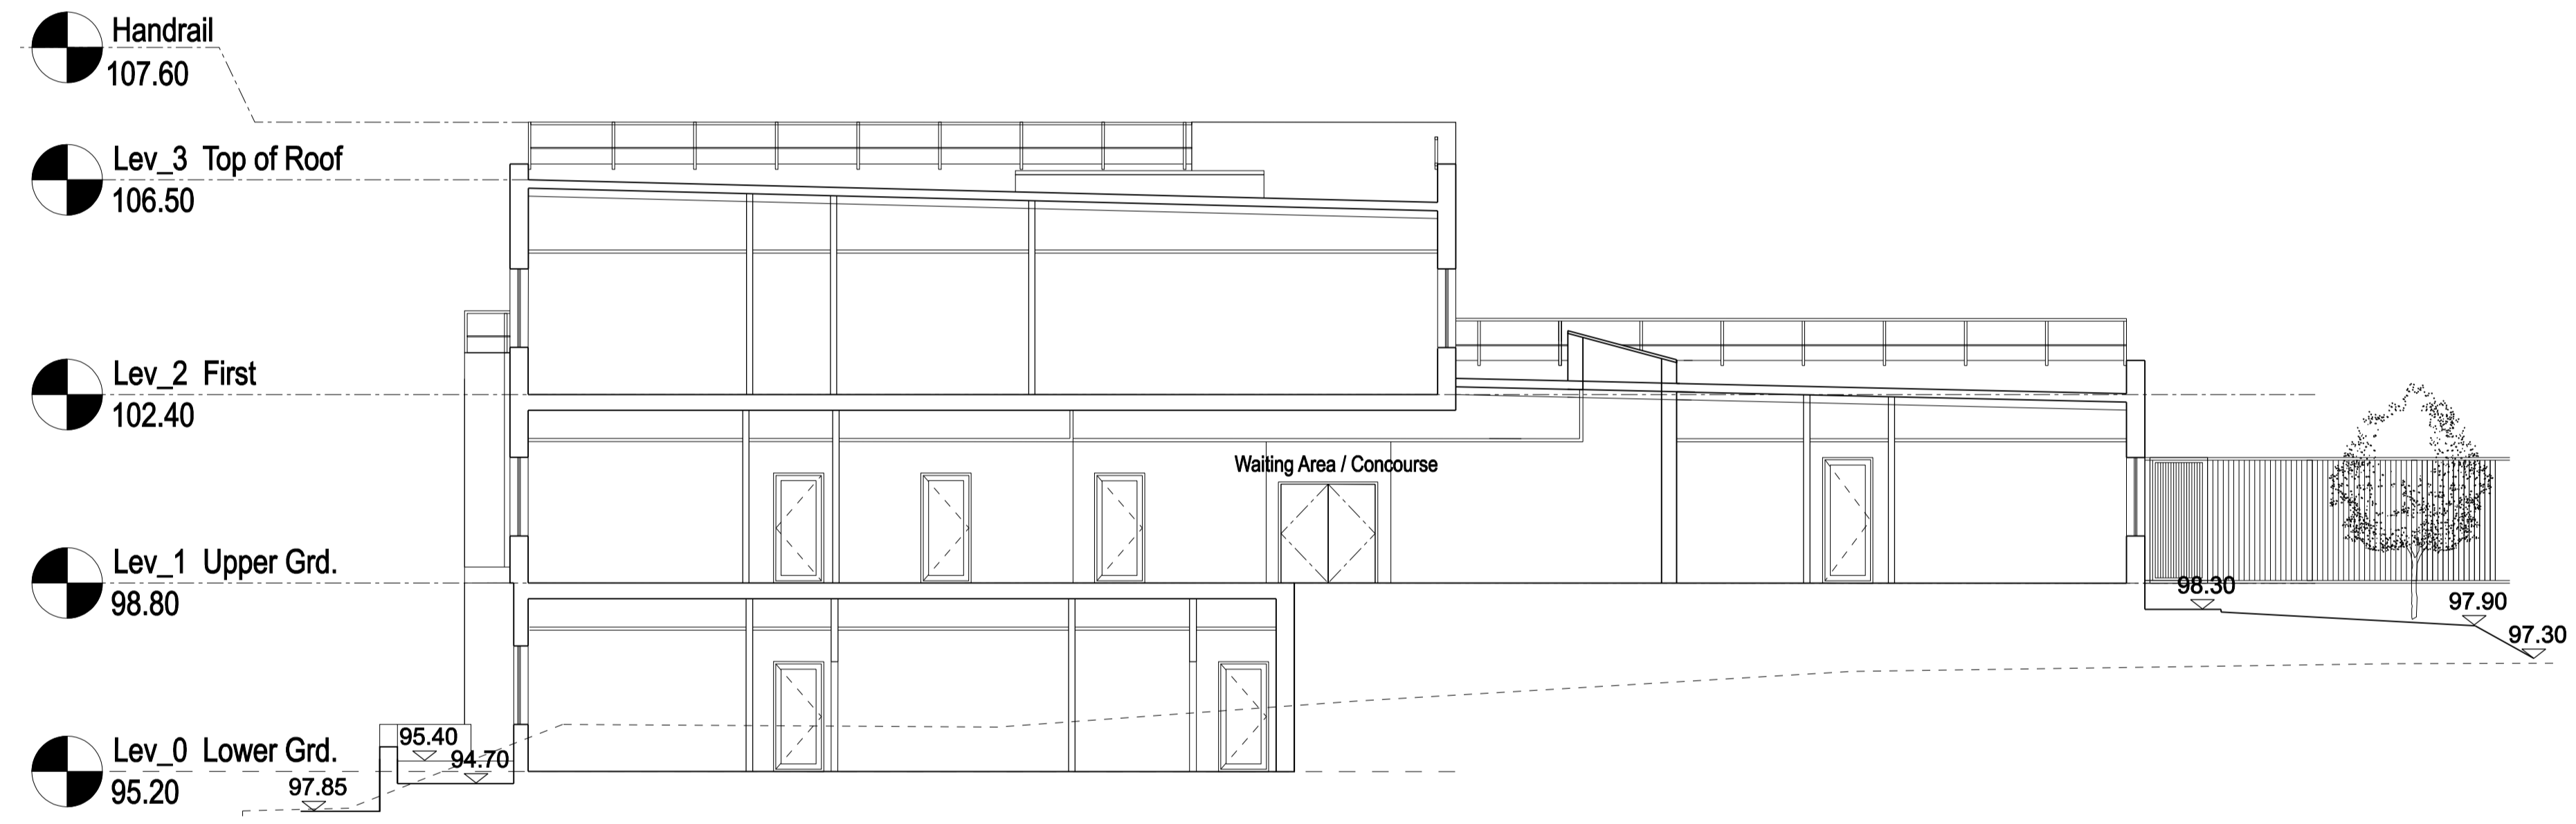 Handrail
107.60
Lev_3 Top of Roof
106.50
Lev_2 First
102.40
Waiting Area / Concourse
Lev_1 Upper Grd.
98.80
98.30
97.90
97.30
Lev_0 Lower Grd.
95.20
95.40
94.70
97.85